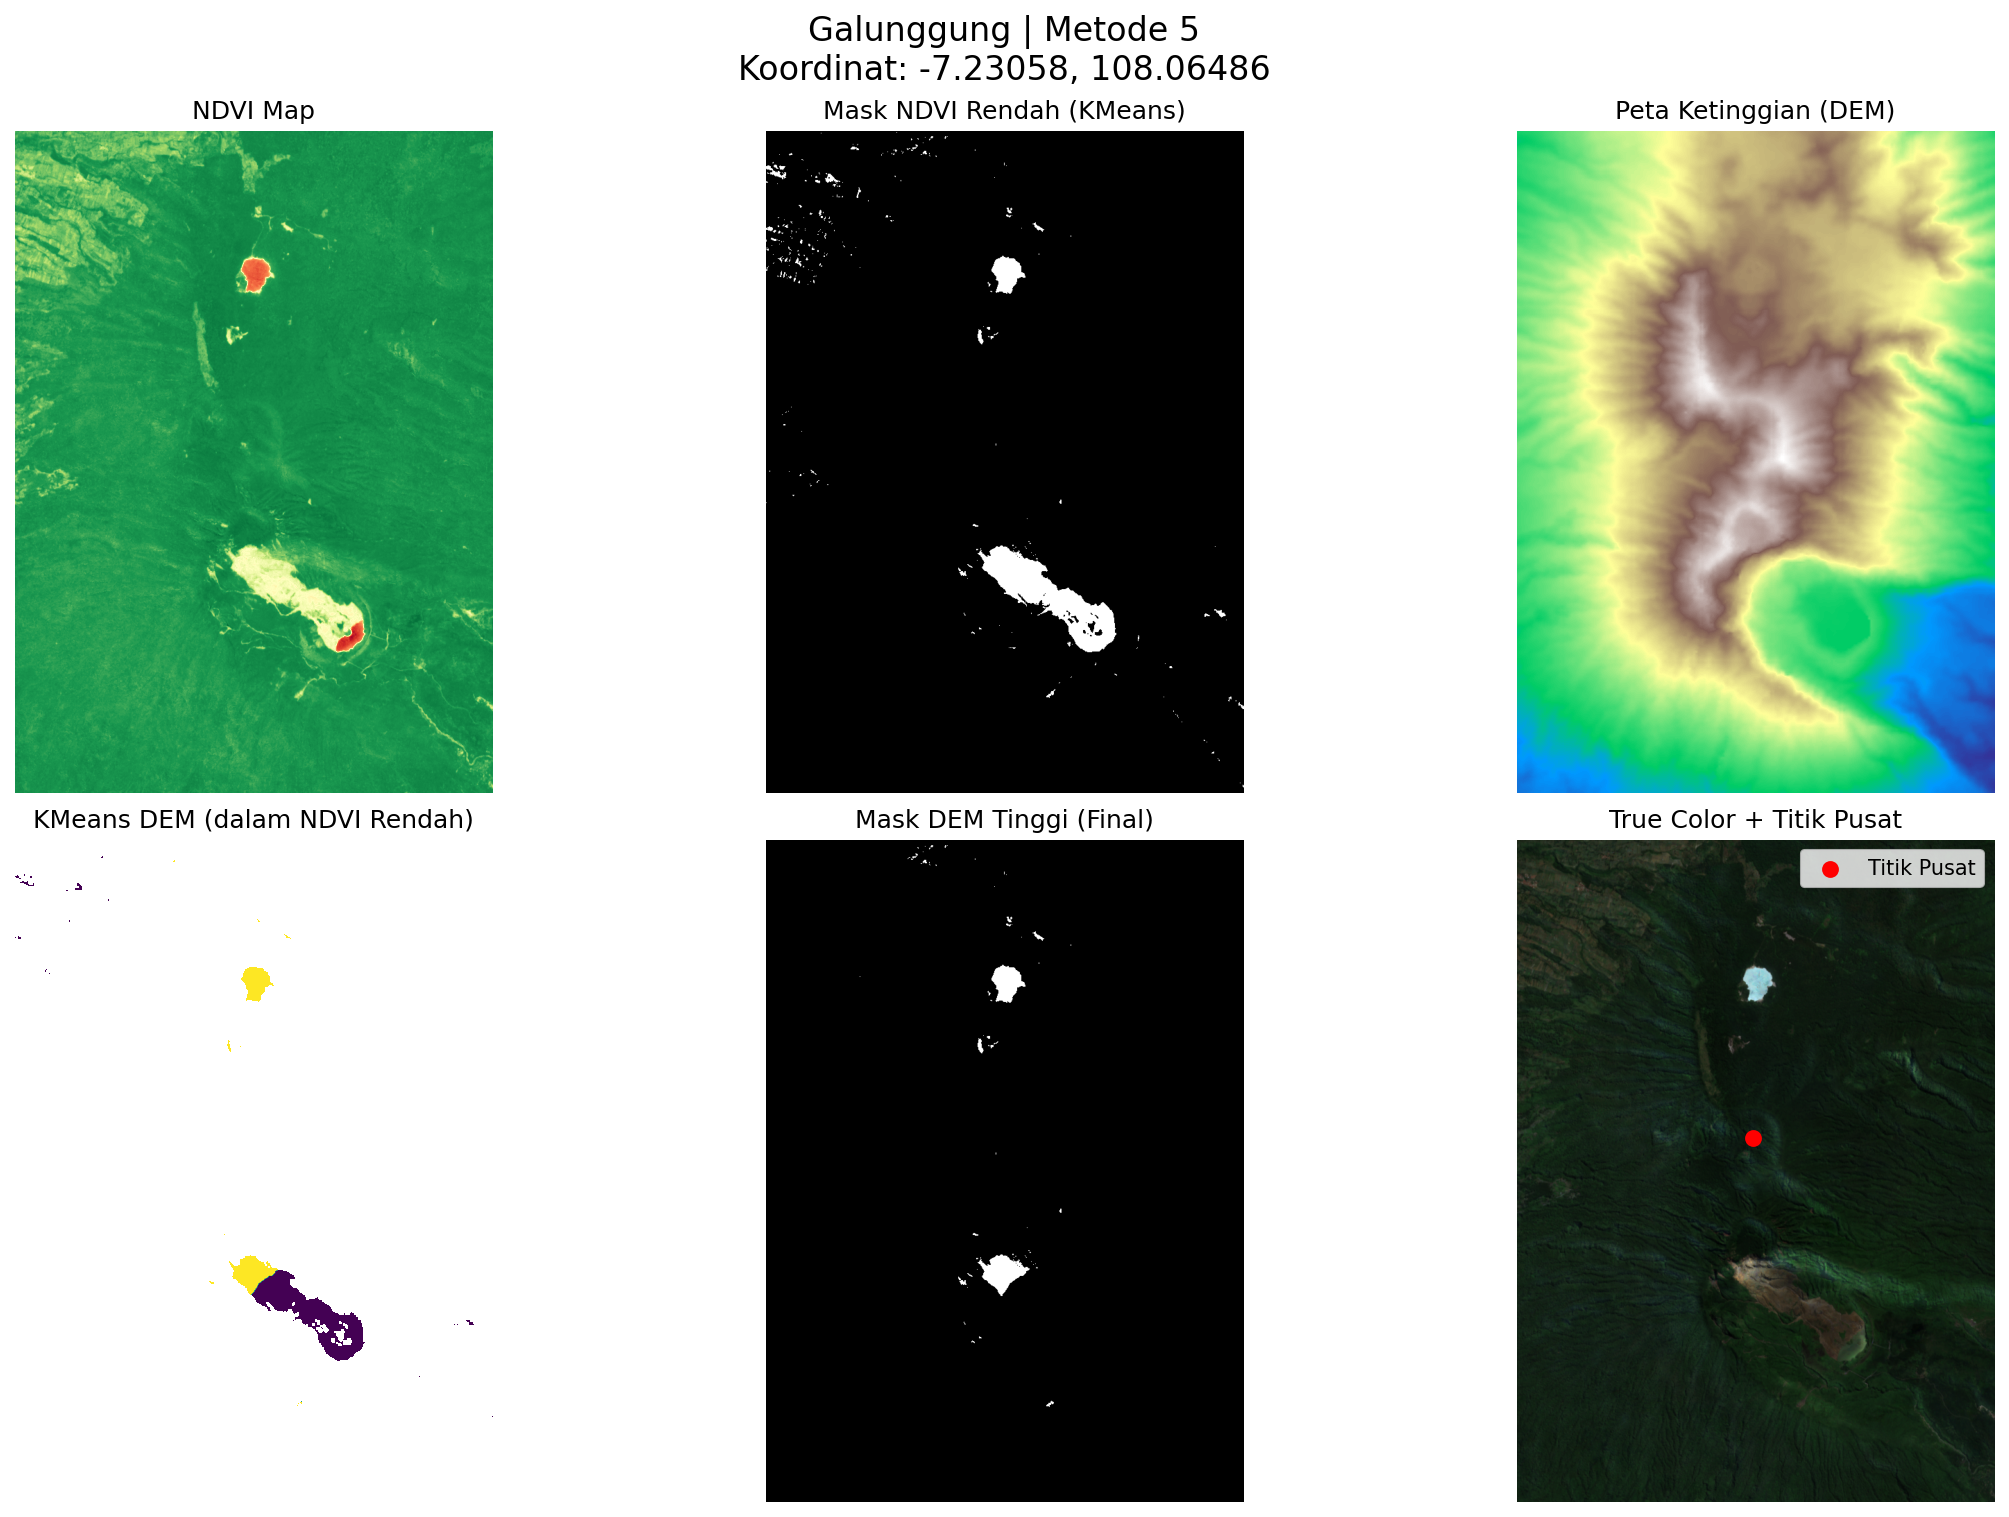 Galunggung | Metode 5
Koordinat: -7.23058, 108.06486
NDVI Map
Mask NDVI Rendah (KMeans)
Peta Ketinggian (DEM)
KMeans DEM (dalam NDVI Rendah)
Mask DEM Tinggi (Final)
True Color + Titik Pusat
Titik Pusat